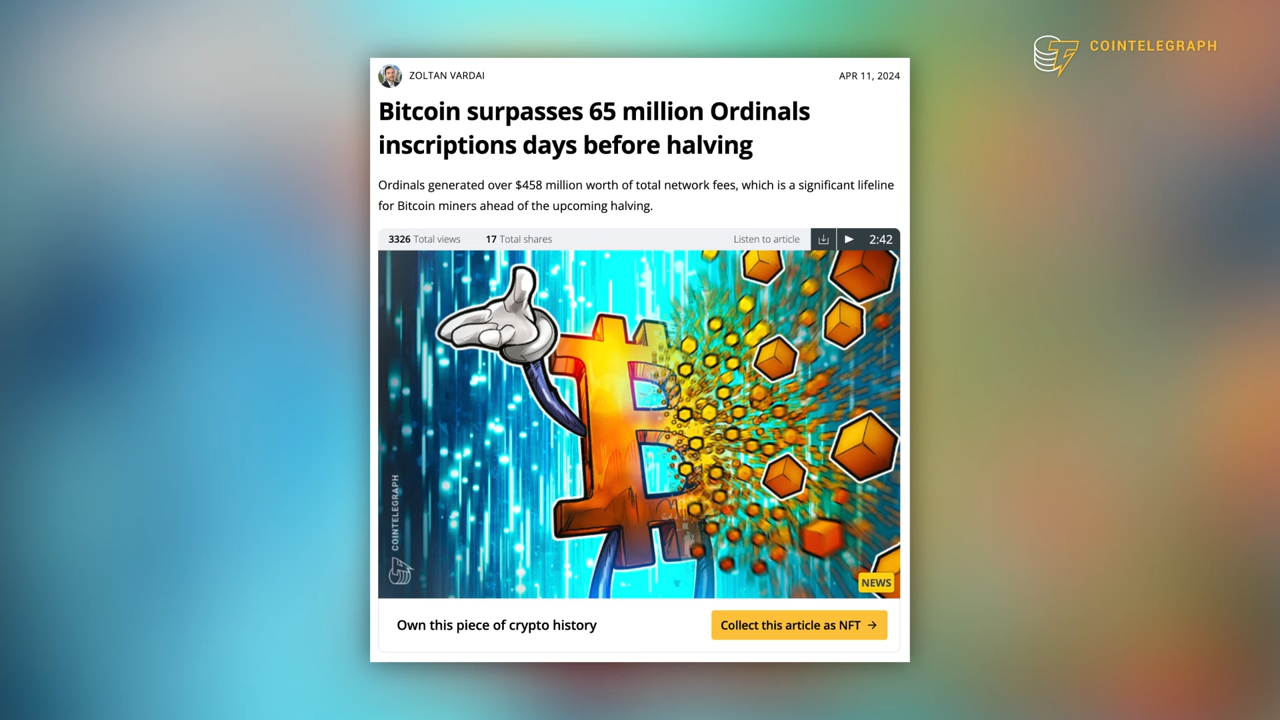 COINTELEGRAPH
ZOLTAN VARDAI
APR 11, 2024
Bitcoin surpasses 65 million Ordinals
inscriptions days before halving
Ordinals generated over $458 million worth of total network fees, which is a significant lifeline
for Bitcoin miners ahead of the upcoming halving.
3326 Total views 17 Total shares Listen to article 2:42
COINTELEGRAPH
NEWS
Own this piece of crypto history
Collect this article as NFT →